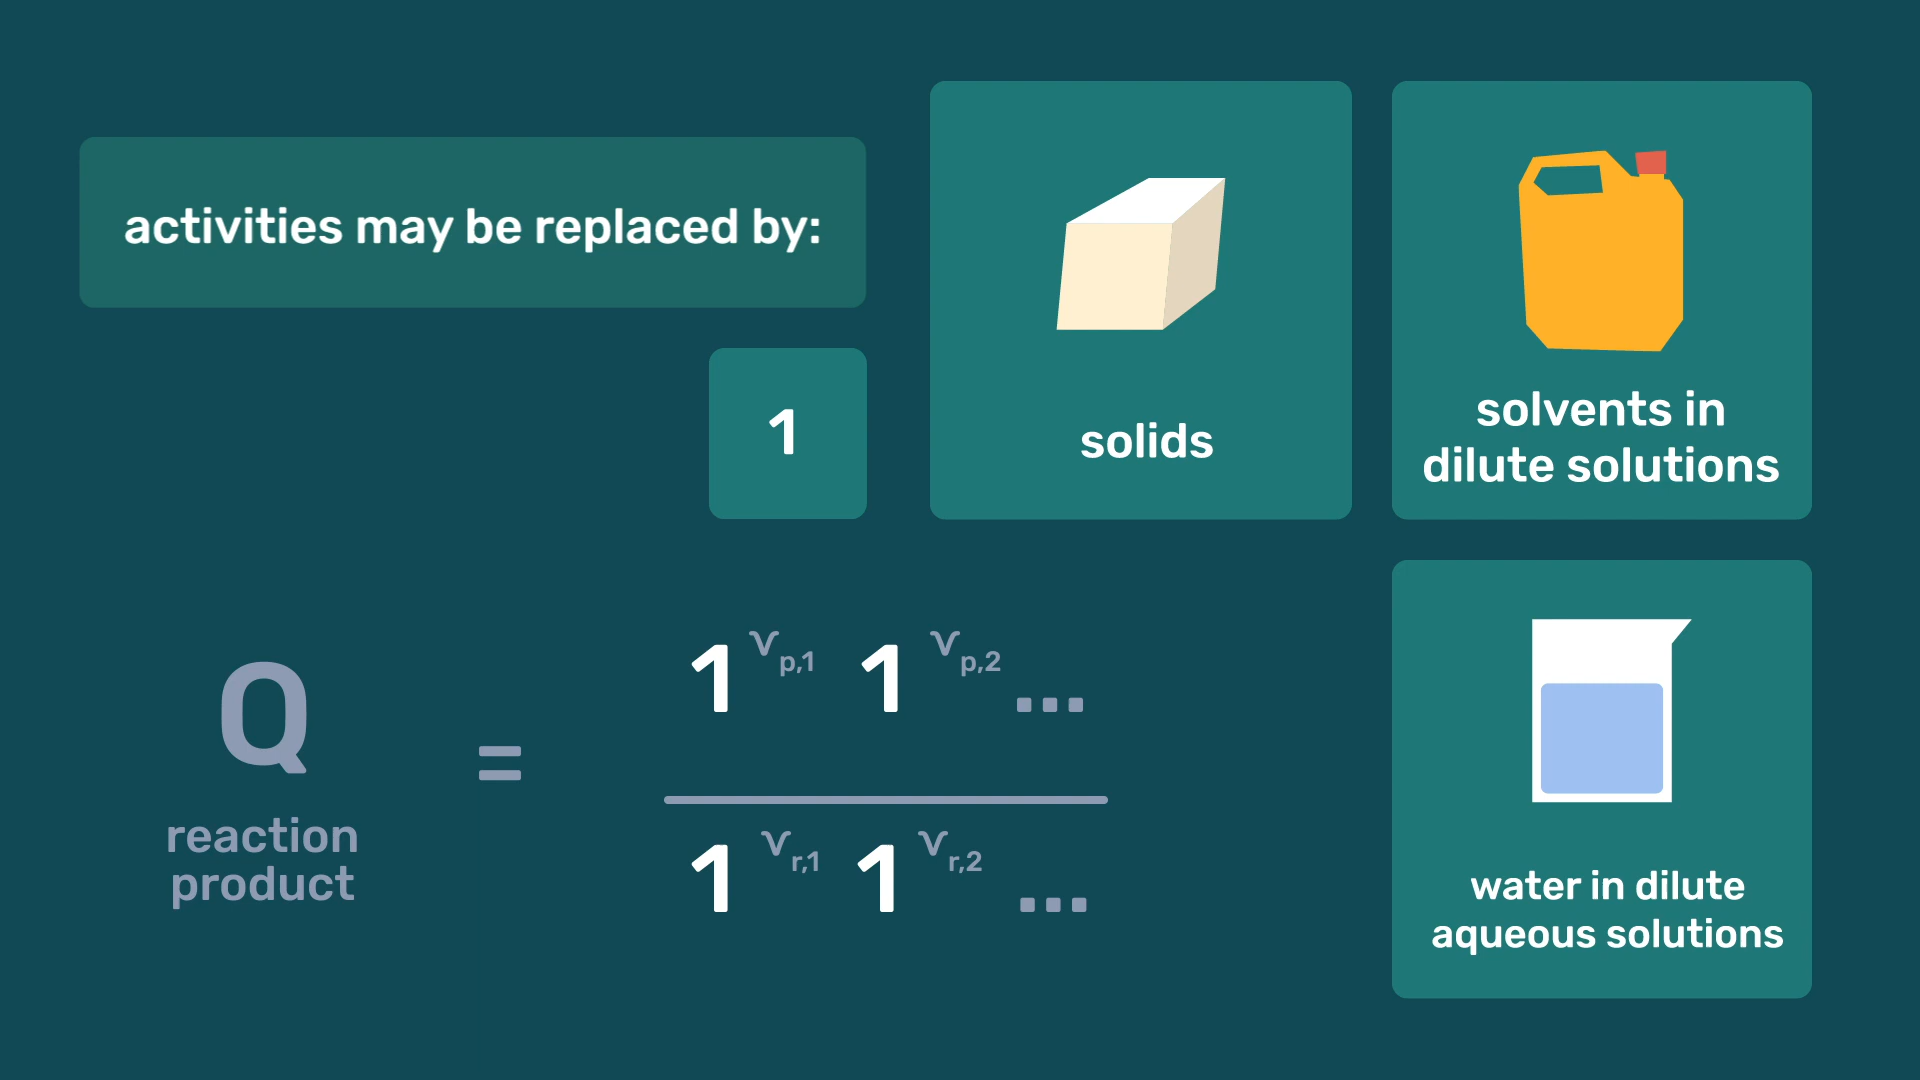 activities may be replaced by:
1
solids
solvents in
dilute solutions
Q
reaction
product
=
1 νp,1 1 νp,2 ...
1 νr,1 1 νr,2 ...
water in dilute
aqueous solutions